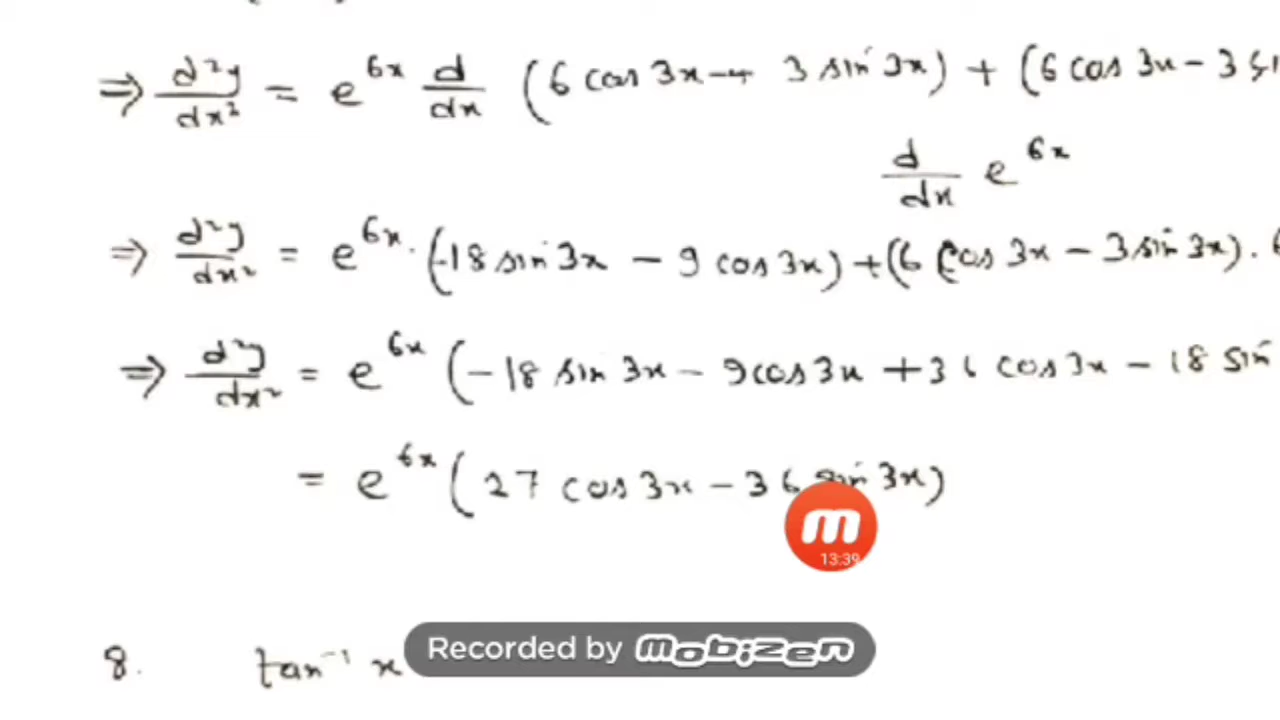 ⇒ d²y/dx² = e^6x d/dx (6 cos 3x - 3 sin 3x) + (6 cos 3x - 3 si
d/dx e^6x
⇒ d²y/dx² = e^6x · (-18 sin 3x - 9 cos 3x) + (6 cos 3x - 3 sin 3x) . 6
⇒ d²y/dx² = e^6x (-18 sin 3x - 9 cos 3x + 36 cos 3x - 18 sin
= e^6x (27 cos 3x - 36 sin 3x)
13:39
Recorded by mobizen
8. tan⁻¹ x